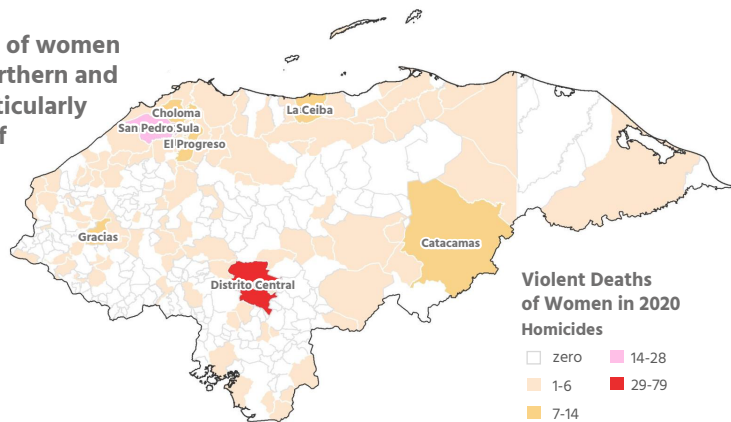 of women
rthern and
ticularly
f
Choloma
La Ceiba
San Pedro Sula
El Progreso
Gracias
Catacamas
Distrito Central
Violent Deaths
of Women in 2020
Homicides
zero
14-28
1-6
29-79
7-14